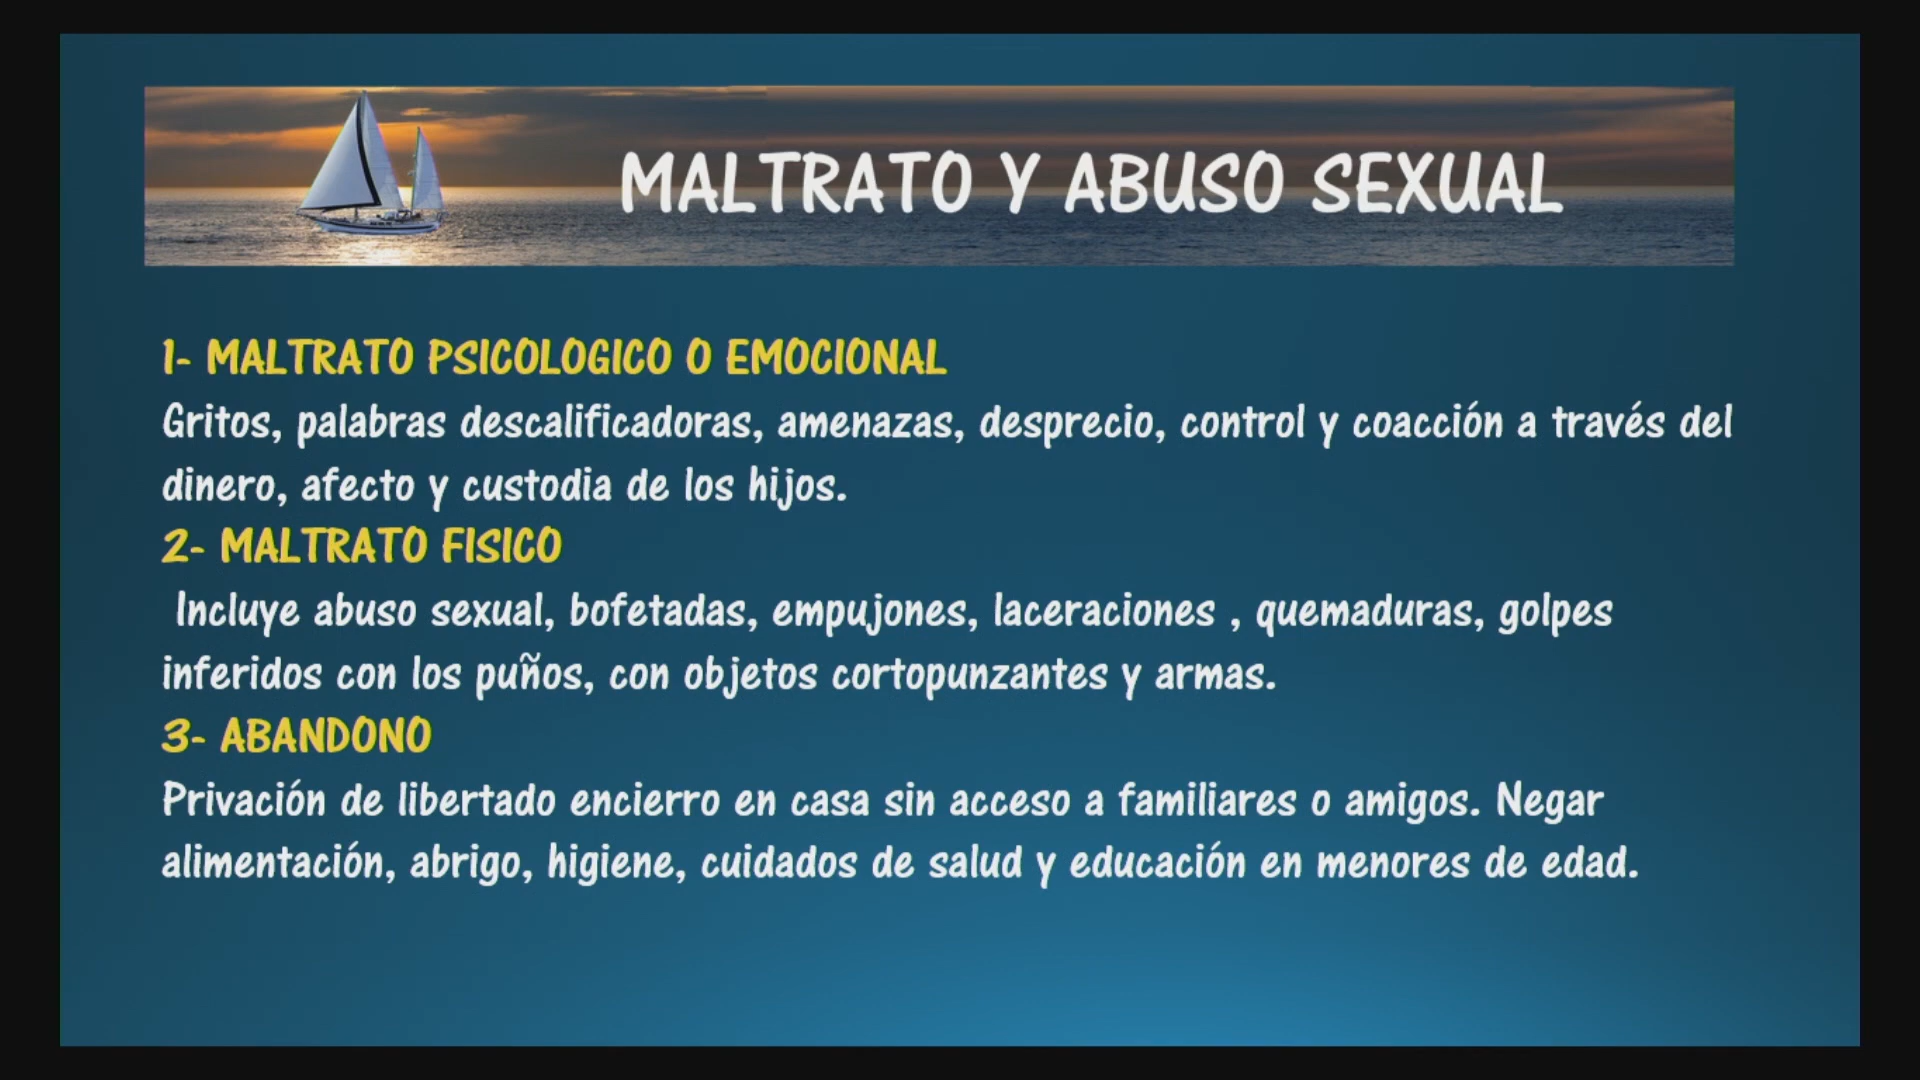 MALTRATO Y ABUSO SEXUAL
1- MALTRATO PSICOLOGICO O EMOCIONAL
Gritos, palabras descalificadoras, amenazas, desprecio, control y coacción a través del
dinero, afecto y custodia de los hijos.
2- MALTRATO FISICO
Incluye abuso sexual, bofetadas, empujones, laceraciones , quemaduras, golpes
inferidos con los puños, con objetos cortopunzantes y armas.
3- ABANDONO
Privación de libertado encierro en casa sin acceso a familiares o amigos. Negar
alimentación, abrigo, higiene, cuidados de salud y educación en menores de edad.